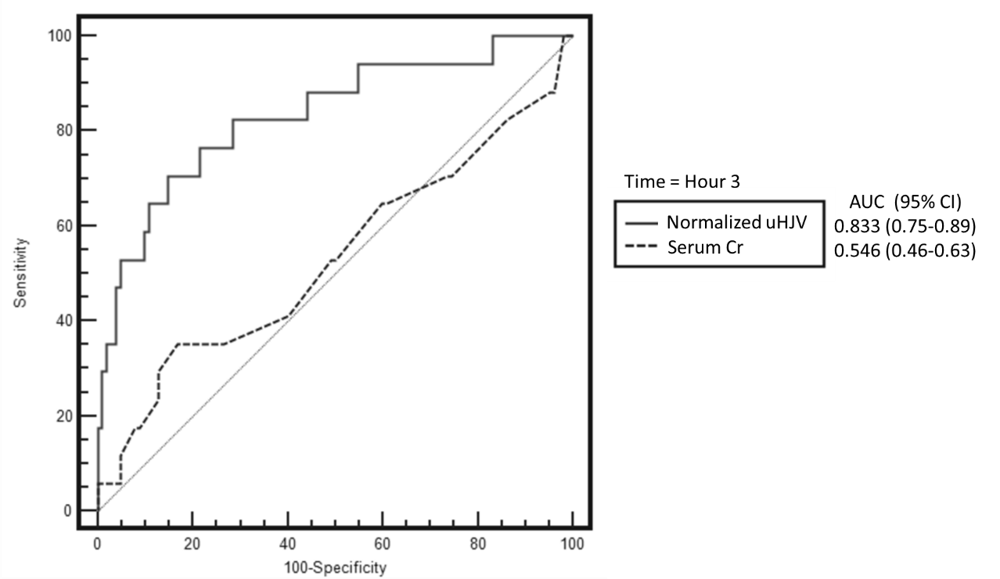 100
80
60
40
20
0
Sensitivity
0 20 40 60 80 100
100-Specificity
Time = Hour 3
Normalized uHJV
Serum Cr
AUC (95% CI)
0.833 (0.75-0.89)
0.546 (0.46-0.63)